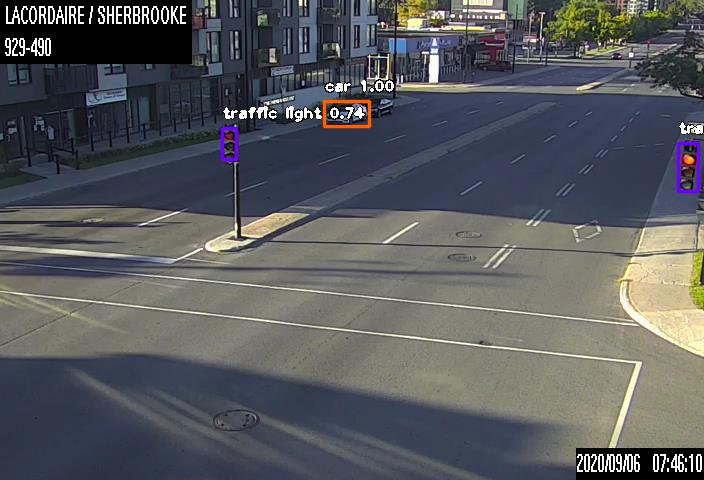 LACORDAIRE / SHERBROOKE
929-490
car 1.00
traffic light 0.74
tra
2020/09/06 07:46:10